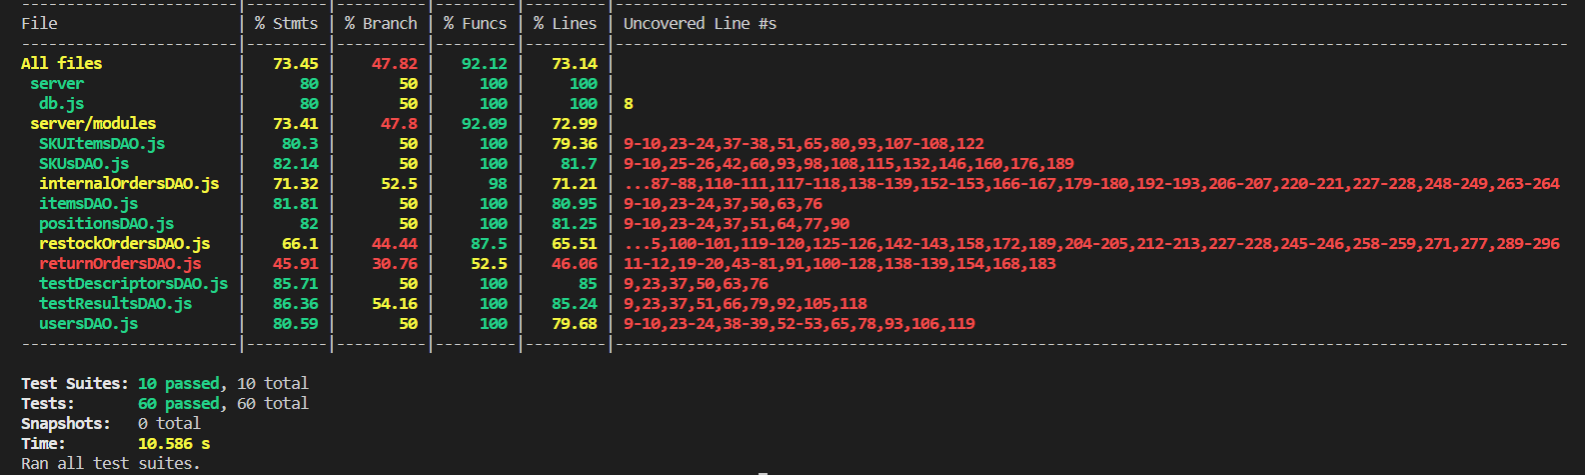 ----------------------|---------|----------|---------|---------|------------------------------------------------------------------------------------------------
File                  | % Stmts | % Branch | % Funcs | % Lines | Uncovered Line #s
----------------------|---------|----------|---------|---------|------------------------------------------------------------------------------------------------
All files             |   73.45 |    47.82 |   92.12 |   73.14 |
 server               |      80 |       50 |     100 |     100 |
  db.js               |      80 |       50 |     100 |     100 | 8
 server/modules       |   73.41 |     47.8 |   92.09 |   72.99 |
  SKUItemsDAO.js      |    80.3 |       50 |     100 |   79.36 | 9-10,23-24,37-38,51,65,80,93,107-108,122
  SKUsDAO.js          |   82.14 |       50 |     100 |    81.7 | 9-10,25-26,42,60,93,98,108,115,132,146,160,176,189
  internalOrdersDAO.js |   71.32 |     52.5 |      98 |   71.21 | ...87-88,110-111,117-118,138-139,152-153,166-167,179-180,192-193,206-207,220-221,227-228,248-249,263-264
  itemsDAO.js         |   81.81 |       50 |     100 |   80.95 | 9-10,23-24,37,50,63,76
  positionsDAO.js     |      82 |       50 |     100 |   81.25 | 9-10,23-24,37,51,64,77,90
  restockOrdersDAO.js |    66.1 |    44.44 |    87.5 |   65.51 | ...5,100-101,119-120,125-126,142-143,158,172,189,204-205,212-213,227-228,245-246,258-259,271,277,289-296
  returnOrdersDAO.js  |   45.91 |    30.76 |    52.5 |   46.06 | 11-12,19-20,43-81,91,100-128,138-139,154,168,183
  testDescriptorsDAO.js |   85.71 |       50 |     100 |      85 | 9,23,37,50,63,76
  testResultsDAO.js   |   86.36 |    54.16 |     100 |   85.24 | 9,23,37,51,66,79,92,105,118
  usersDAO.js         |   80.59 |       50 |     100 |   79.68 | 9-10,23-24,38-39,52-53,65,78,93,106,119
----------------------|---------|----------|---------|---------|------------------------------------------------------------------------------------------------
Test Suites: 10 passed, 10 total
Tests:       60 passed, 60 total
Snapshots:   0 total
Time:        10.586 s
Ran all test suites.